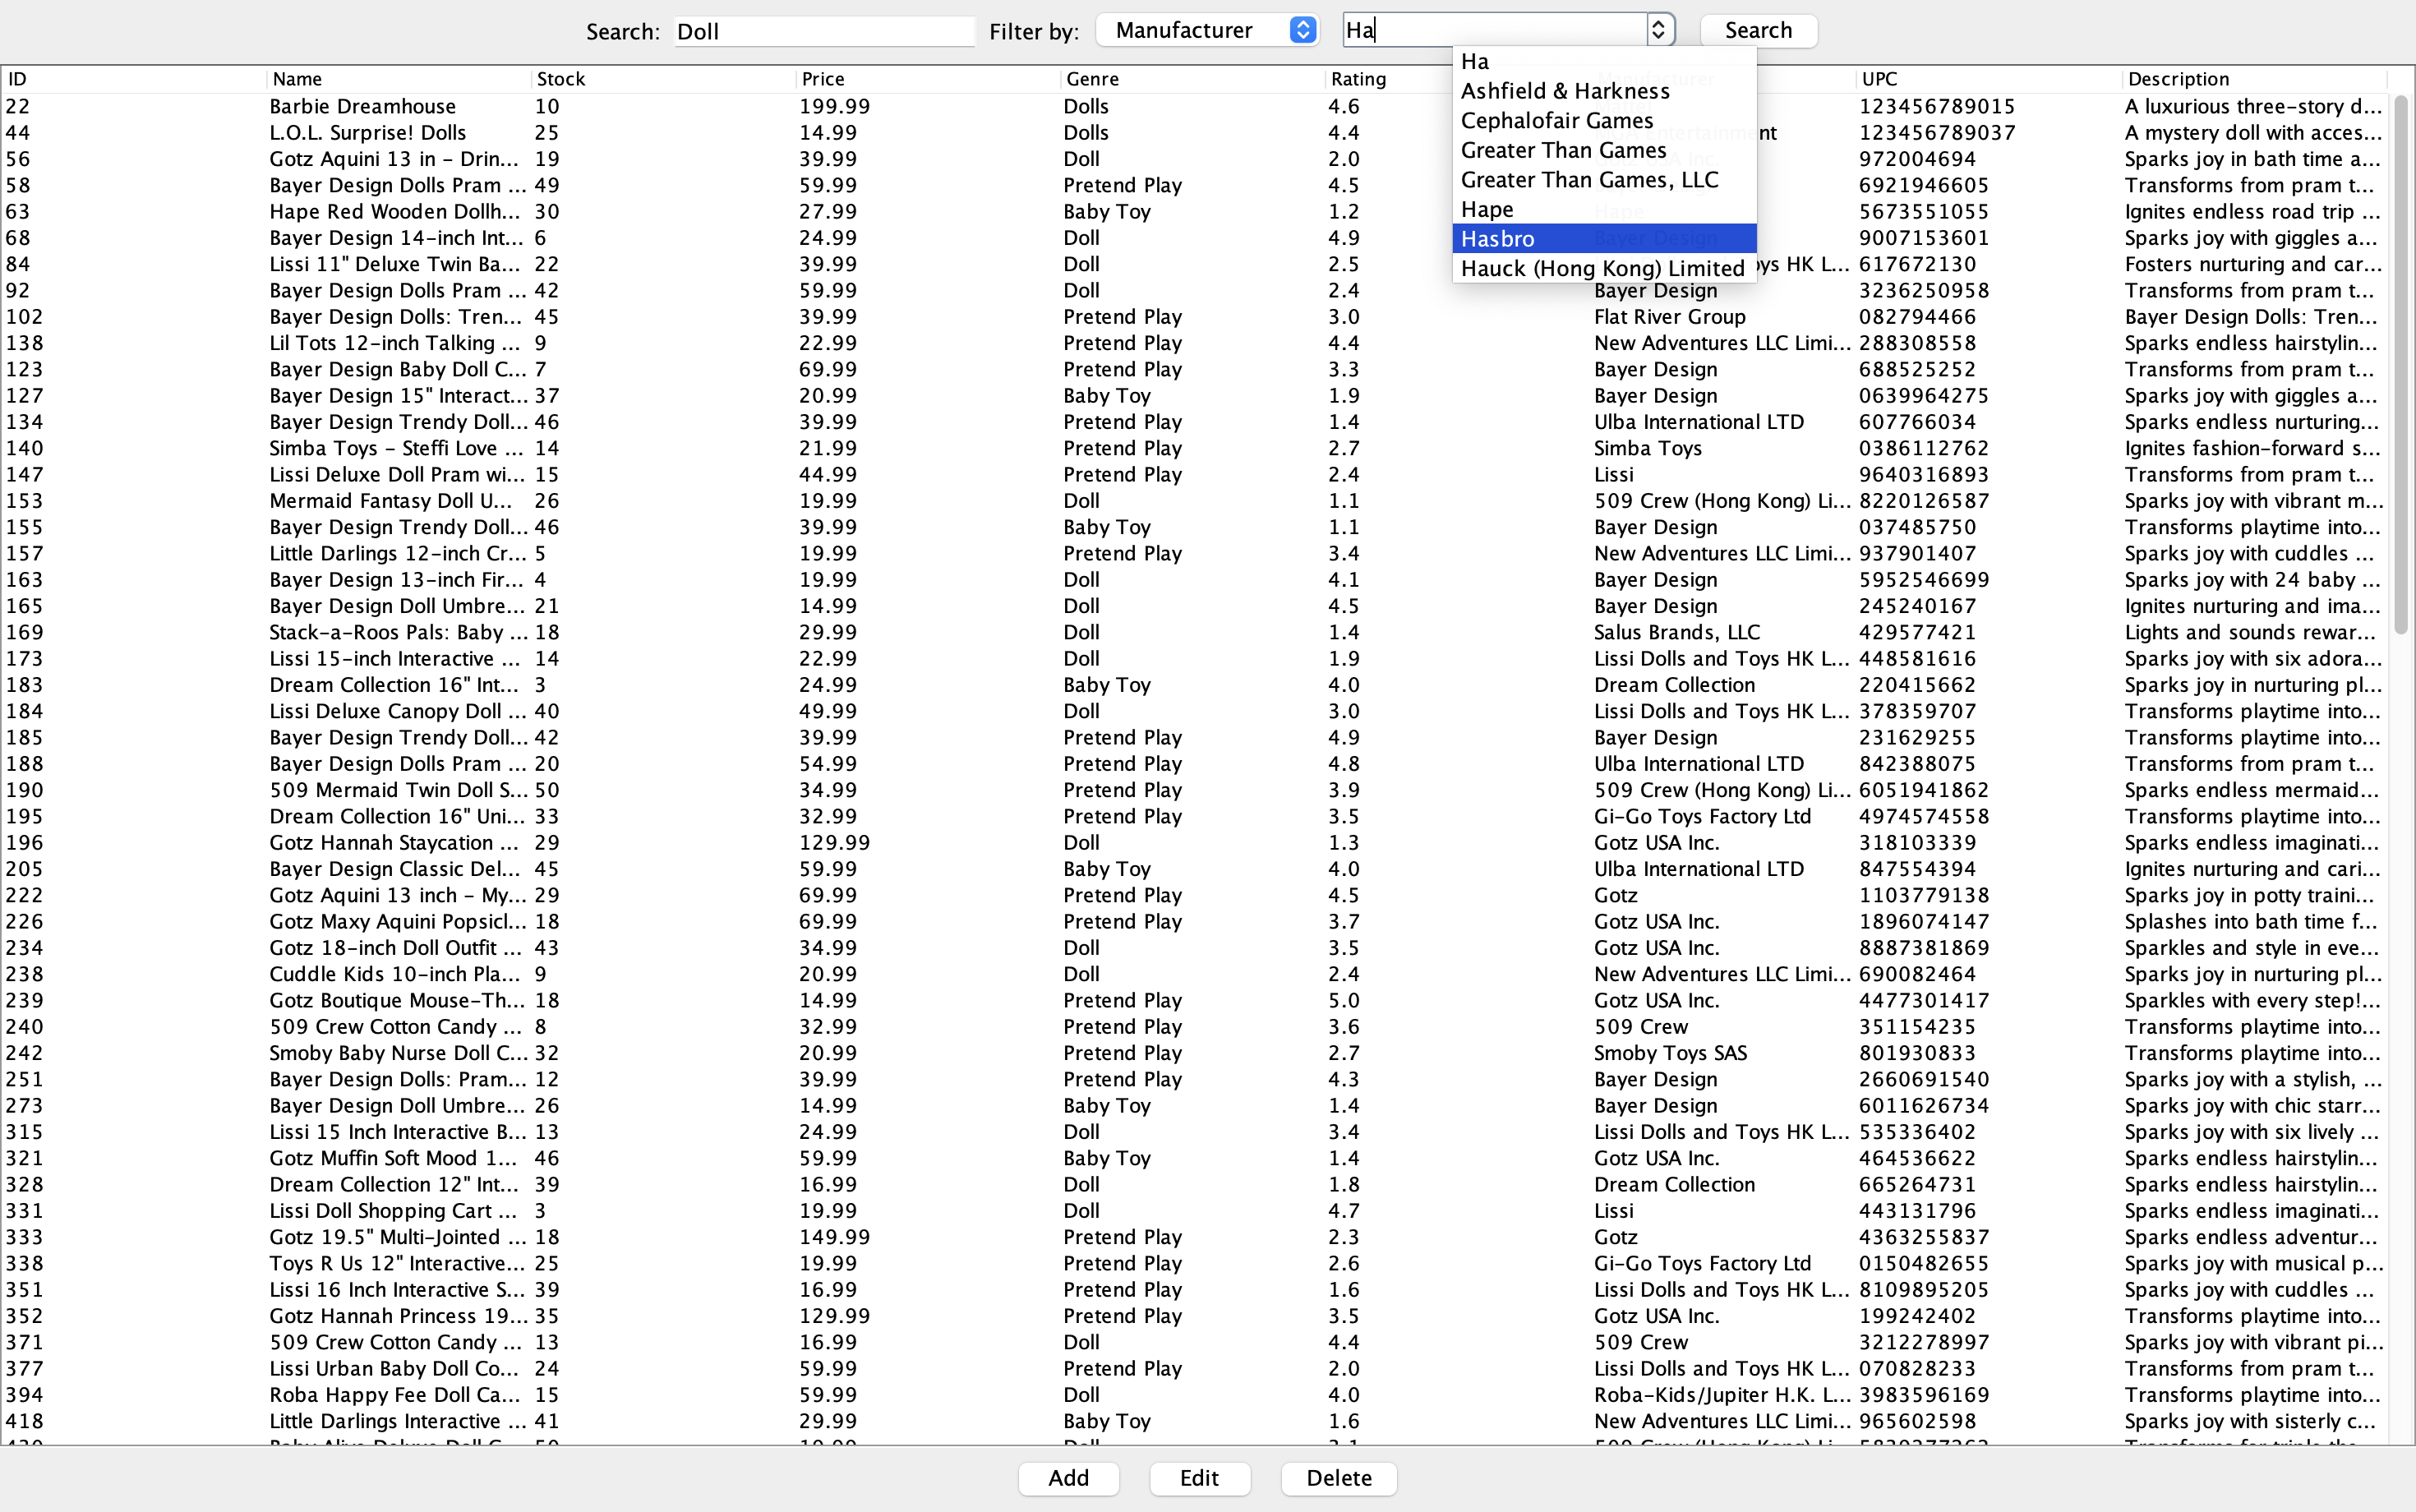 Search: Doll Filter by: Manufacturer Ha Search
Ha
Ashfield & Harkness
Cephalofair Games
Greater Than Games
Greater Than Games, LLC
Hape
Hasbro
Hauck (Hong Kong) Limited
ID Name Stock Price Genre Rating Manufacturer UPC Description
22 Barbie Dreamhouse 10 199.99 Dolls 4.6 123456789015 A luxurious three-story d...
44 L.O.L. Surprise! Dolls 25 14.99 Dolls 4.4 MGA Entertainment 123456789037 A mystery doll with acces...
56 Gotz Aquini 13 in - Drin... 19 39.99 Doll 2.0 Inc. 972004694 Sparks joy in bath time a...
58 Bayer Design Dolls Pram ... 49 59.99 Pretend Play 4.5 6921946605 Transforms from pram t...
63 Hape Red Wooden Dollh... 30 27.99 Baby Toy 1.2 Hape 5673551055 Ignites endless road trip ...
68 Bayer Design 14-inch Int... 6 24.99 Doll 4.9 Bayer Design 9007153601 Sparks joy with giggles a...
84 Lissi 11" Deluxe Twin Ba... 22 39.99 Doll 2.5 oys HK L... 617672130 Fosters nurturing and car...
92 Bayer Design Dolls Pram ... 42 59.99 Doll 2.4 Bayer Design 3236250958 Transforms from pram t...
102 Bayer Design Dolls: Tren... 45 39.99 Pretend Play 3.0 Flat River Group 082794466 Bayer Design Dolls: Tren...
138 Lil Tots 12-inch Talking ... 9 22.99 Pretend Play 4.4 New Adventures LLC Limi... 288308558 Sparks endless hairstylin...
123 Bayer Design Baby Doll C... 7 69.99 Pretend Play 3.3 Bayer Design 688525252 Transforms from pram t...
127 Bayer Design 15" Interact... 37 20.99 Baby Toy 1.9 Bayer Design 0639964275 Sparks joy with giggles a...
134 Bayer Design Trendy Doll... 46 39.99 Pretend Play 1.4 Ulba International LTD 607766034 Sparks endless nurturing...
140 Simba Toys - Steffi Love ... 14 21.99 Pretend Play 2.7 Simba Toys 0386112762 Ignites fashion-forward s...
147 Lissi Deluxe Doll Pram wi... 15 44.99 Pretend Play 2.4 Lissi 9640316893 Transforms from pram t...
153 Mermaid Fantasy Doll U... 26 19.99 Doll 1.1 509 Crew (Hong Kong) Li... 8220126587 Sparks joy with vibrant m...
155 Bayer Design Trendy Doll... 46 39.99 Baby Toy 1.1 Bayer Design 037485750 Transforms playtime into...
157 Little Darlings 12-inch Cr... 5 19.99 Pretend Play 3.4 New Adventures LLC Limi... 937901407 Sparks joy with cuddles ...
163 Bayer Design 13-inch Fir... 4 19.99 Doll 4.1 Bayer Design 5952546699 Sparks joy with 24 baby ...
165 Bayer Design Doll Umbre... 21 14.99 Doll 4.5 Bayer Design 245240167 Ignites nurturing and ima...
169 Stack-a-Roos Pals: Baby ... 18 29.99 Doll 1.4 Salus Brands, LLC 429577421 Lights and sounds rewar...
173 Lissi 15-inch Interactive ... 14 22.99 Doll 1.9 Lissi Dolls and Toys HK L... 448581616 Sparks joy with six adora...
183 Dream Collection 16" Int... 3 24.99 Baby Toy 4.0 Dream Collection 220415662 Sparks joy in nurturing pl...
184 Lissi Deluxe Canopy Doll ... 40 49.99 Doll 3.0 Lissi Dolls and Toys HK L... 378359707 Transforms playtime into...
185 Bayer Design Trendy Doll... 42 39.99 Pretend Play 4.9 Bayer Design 231629255 Transforms playtime into...
188 Bayer Design Dolls Pram ... 20 54.99 Pretend Play 4.8 Ulba International LTD 842388075 Transforms from pram t...
190 509 Mermaid Twin Doll S... 50 34.99 Pretend Play 3.9 509 Crew (Hong Kong) Li... 6051941862 Sparks endless mermaid...
195 Dream Collection 16" Uni... 33 32.99 Pretend Play 3.5 Gi-Go Toys Factory Ltd 4974574558 Transforms playtime into...
196 Gotz Hannah Staycation ... 29 129.99 Doll 1.3 Gotz USA Inc. 318103339 Sparks endless imaginati...
205 Bayer Design Classic Del... 45 59.99 Baby Toy 4.0 Ulba International LTD 847554394 Ignites nurturing and cari...
222 Gotz Aquini 13 inch - My... 29 69.99 Pretend Play 4.5 Gotz 1103779138 Sparks joy in potty traini...
226 Gotz Maxy Aquini Popsicl... 18 69.99 Pretend Play 3.7 Gotz USA Inc. 1896074147 Splashes into bath time f...
234 Gotz 18-inch Doll Outfit ... 43 34.99 Doll 3.5 Gotz USA Inc. 8887381869 Sparkles and style in eve...
238 Cuddle Kids 10-inch Pla... 9 20.99 Doll 2.4 New Adventures LLC Limi... 690082464 Sparks joy in nurturing pl...
239 Gotz Boutique Mouse-Th... 18 14.99 Pretend Play 5.0 Gotz USA Inc. 4477301417 Sparkles with every step!...
240 509 Crew Cotton Candy ... 8 32.99 Pretend Play 3.6 509 Crew 351154235 Transforms playtime into...
242 Smoby Baby Nurse Doll C... 32 20.99 Pretend Play 2.7 Smoby Toys SAS 801930833 Transforms playtime into...
251 Bayer Design Dolls: Pram... 12 39.99 Pretend Play 4.3 Bayer Design 2660691540 Sparks joy with a stylish, ...
273 Bayer Design Doll Umbre... 26 14.99 Baby Toy 1.4 Bayer Design 6011626734 Sparks joy with chic starr...
315 Lissi 15 Inch Interactive B... 13 24.99 Doll 3.4 Lissi Dolls and Toys HK L... 535336402 Sparks joy with six lively ...
321 Gotz Muffin Soft Mood 1... 46 59.99 Baby Toy 1.4 Gotz USA Inc. 464536622 Sparks endless hairstylin...
328 Dream Collection 12" Int... 39 16.99 Doll 1.8 Dream Collection 665264731 Sparks endless hairstylin...
331 Lissi Doll Shopping Cart ... 3 19.99 Doll 4.7 Lissi 443131796 Sparks endless imaginati...
333 Gotz 19.5" Multi-Jointed ... 18 149.99 Pretend Play 2.3 Gotz 4363255837 Sparks endless adventur...
338 Toys R Us 12" Interactive... 25 19.99 Pretend Play 2.6 Gi-Go Toys Factory Ltd 0150482655 Sparks joy with musical p...
351 Lissi 16 Inch Interactive S... 39 16.99 Pretend Play 1.6 Lissi Dolls and Toys HK L... 8109895205 Sparks joy with cuddles ...
352 Gotz Hannah Princess 19... 35 129.99 Pretend Play 3.5 Gotz USA Inc. 199242402 Transforms playtime into...
371 509 Crew Cotton Candy ... 13 16.99 Doll 4.4 509 Crew 3212278997 Sparks joy with vibrant pi...
377 Lissi Urban Baby Doll Co... 24 59.99 Pretend Play 2.0 Lissi Dolls and Toys HK L... 070828233 Transforms from pram t...
394 Roba Happy Fee Doll Ca... 15 59.99 Doll 4.0 Roba-Kids/Jupiter H.K. L... 3983596169 Transforms playtime into...
418 Little Darlings Interactive ... 41 29.99 Baby Toy 1.6 New Adventures LLC Limi... 965602598 Sparks joy with sisterly c...
Add Edit Delete